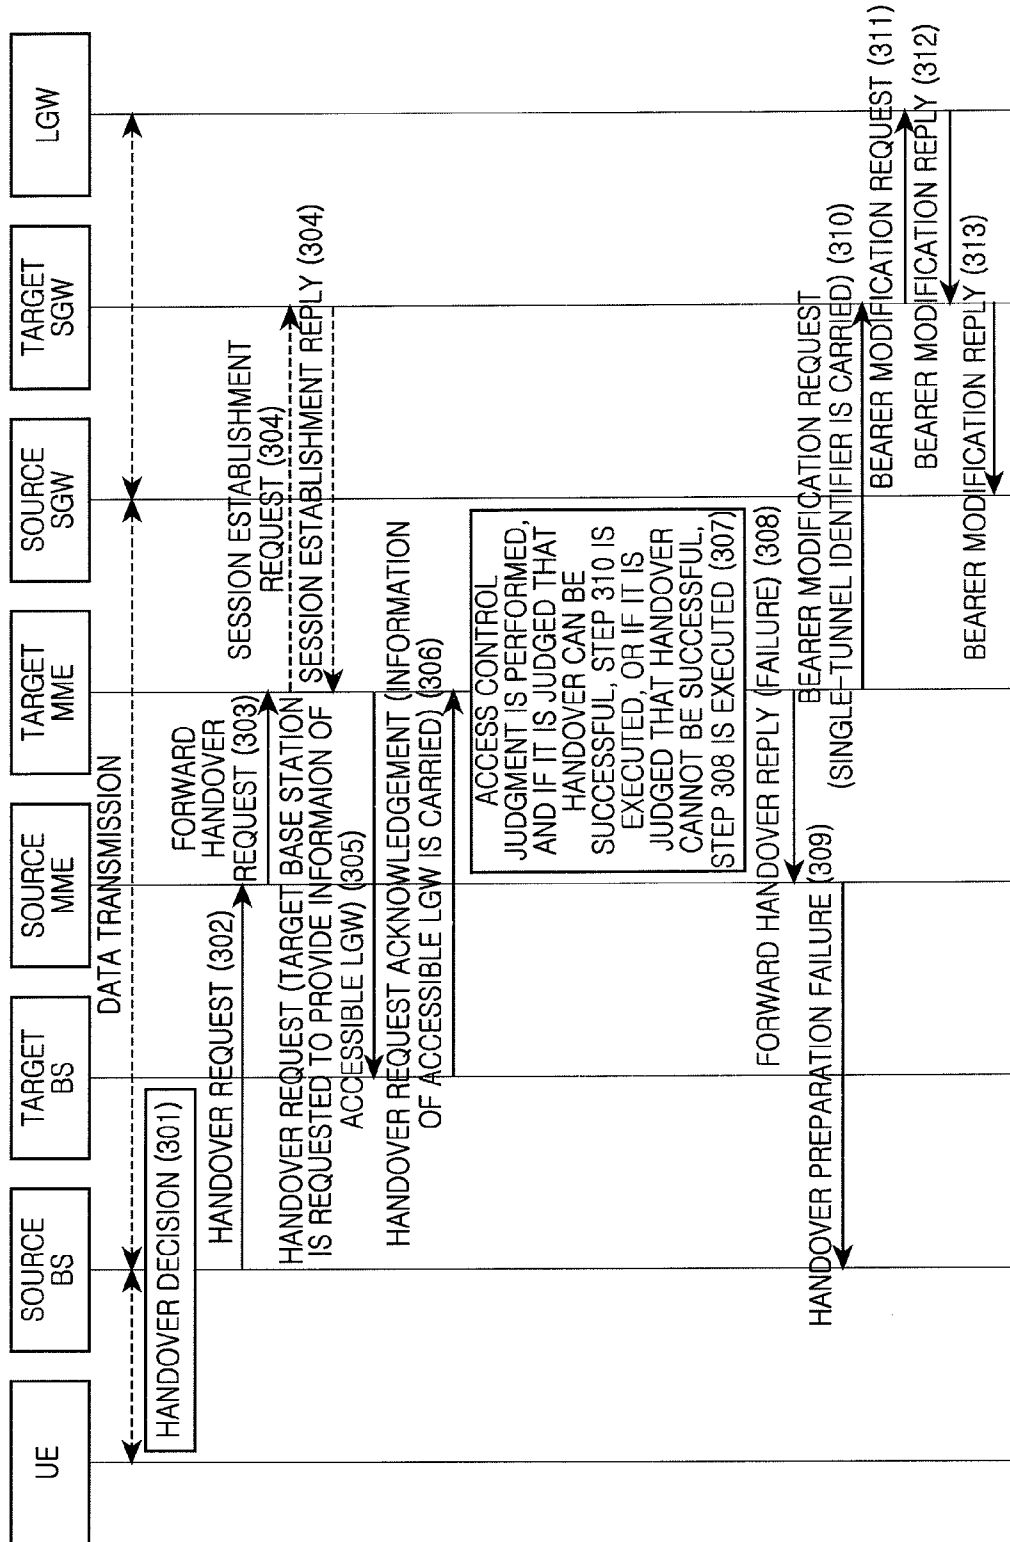 UE
SOURCE
BS
TARGET
BS
SOURCE
MME
TARGET
MME
SOURCE
SGW
TARGET
SGW
LGW
DATA TRANSMISSION
HANDOVER DECISION (301)
HANDOVER REQUEST (302)
FORWARD
HANDOVER
REQUEST (303)
SESSION ESTABLISHMENT
REQUEST (304)
SESSION ESTABLISHMENT REPLY (304)
HANDOVER REQUEST (TARGET BASE STATION
IS REQUESTED TO PROVIDE INFORMAION OF
ACCESSIBLE LGW) (305)
HANDOVER REQUEST ACKNOWLEDGEMENT (INFORMATION
OF ACCESSIBLE LGW IS CARRIED) (306)
ACCESS CONTROL
JUDGMENT IS PERFORMED,
AND IF IT IS JUDGED THAT
HANDOVER CAN BE
SUCCESSFUL, STEP 310 IS
EXECUTED, OR IF IT IS
JUDGED THAT HANDOVER
CANNOT BE SUCCESSFUL,
STEP 308 IS EXECUTED (307)
FORWARD HANDOVER REPLY (FAILURE) (308)
HANDOVER PREPARATION FAILURE (309)
BEARER MODIFICATION REQUEST
(SINGLE-TUNNEL IDENTIFIER IS CARRIED) (310)
BEARER MODIFICATION REQUEST (311)
BEARER MODIFICATION REPLY (312)
BEARER MODIFICATION REPLY (313)